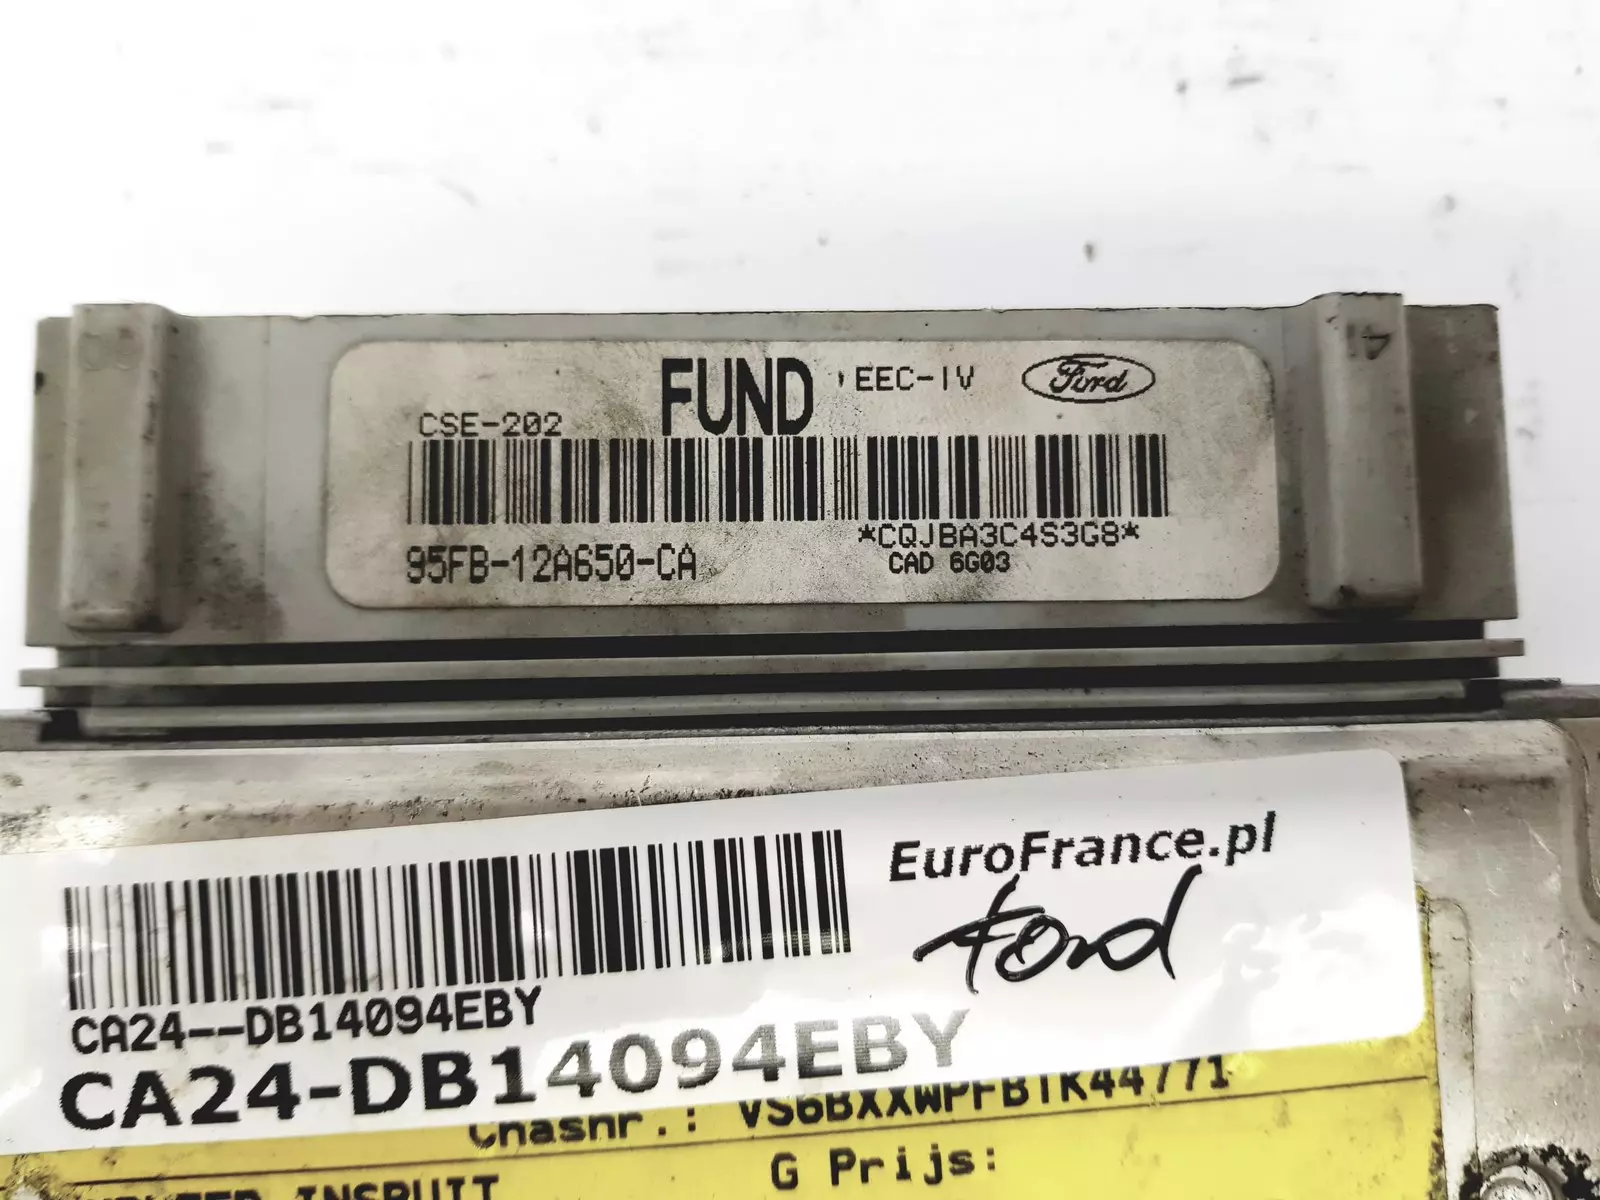 FUND EEC-IV Ford
CSE-202
*CQJBA3C4S3G8*
95FB-12A650-CA CAD 6G03
EuroFrance.pl
Ford
CA24--DB14094EBY
CA24-DB14094EBY
Chasnr.: VS6BXXWPFBTK44771
G Prijs:
INSPUIT